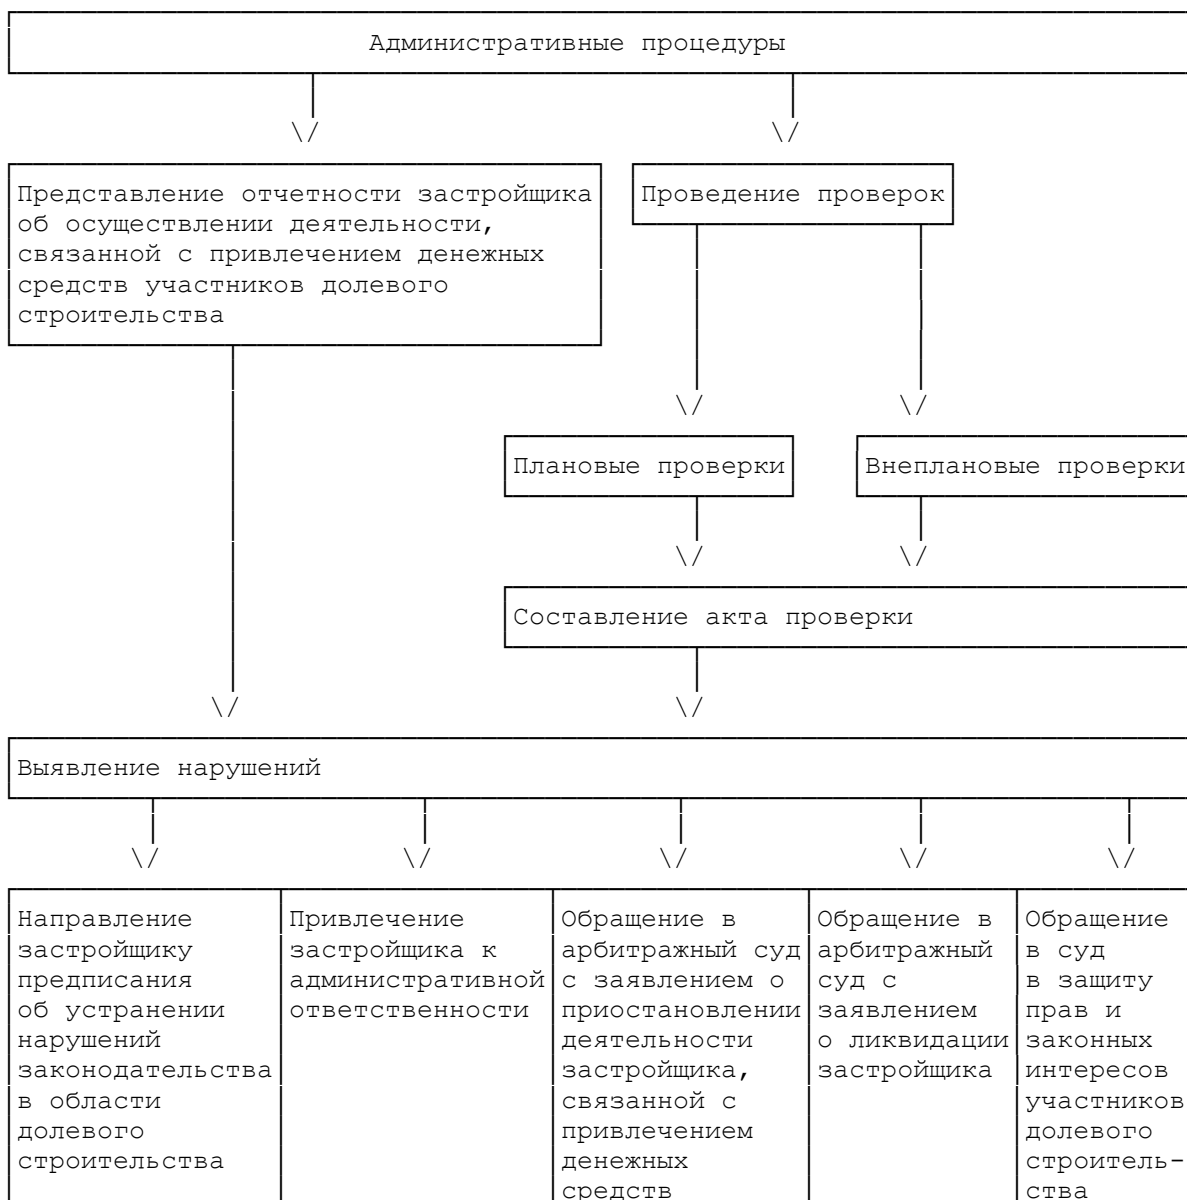 Административные процедуры
Представление отчетности застройщика
об осуществлении деятельности,
связанной с привлечением денежных
средств участников долевого
строительства
Проведение проверок
Плановые проверки
Внеплановые проверки
Составление акта проверки
Выявление нарушений
Направление
застройщику
предписания
об устранении
нарушений
законодательства
в области
долевого
строительства
Привлечение
застройщика к
административной
ответственности
Обращение в
арбитражный суд
с заявлением о
приостановлении
деятельности
застройщика,
связанной с
привлечением
денежных
средств
Обращение в
арбитражный
суд с
заявлением
о ликвидации
застройщика
Обращение
в суд
в защиту
прав и
законных
интересов
участников
долевого
строитель-
ства